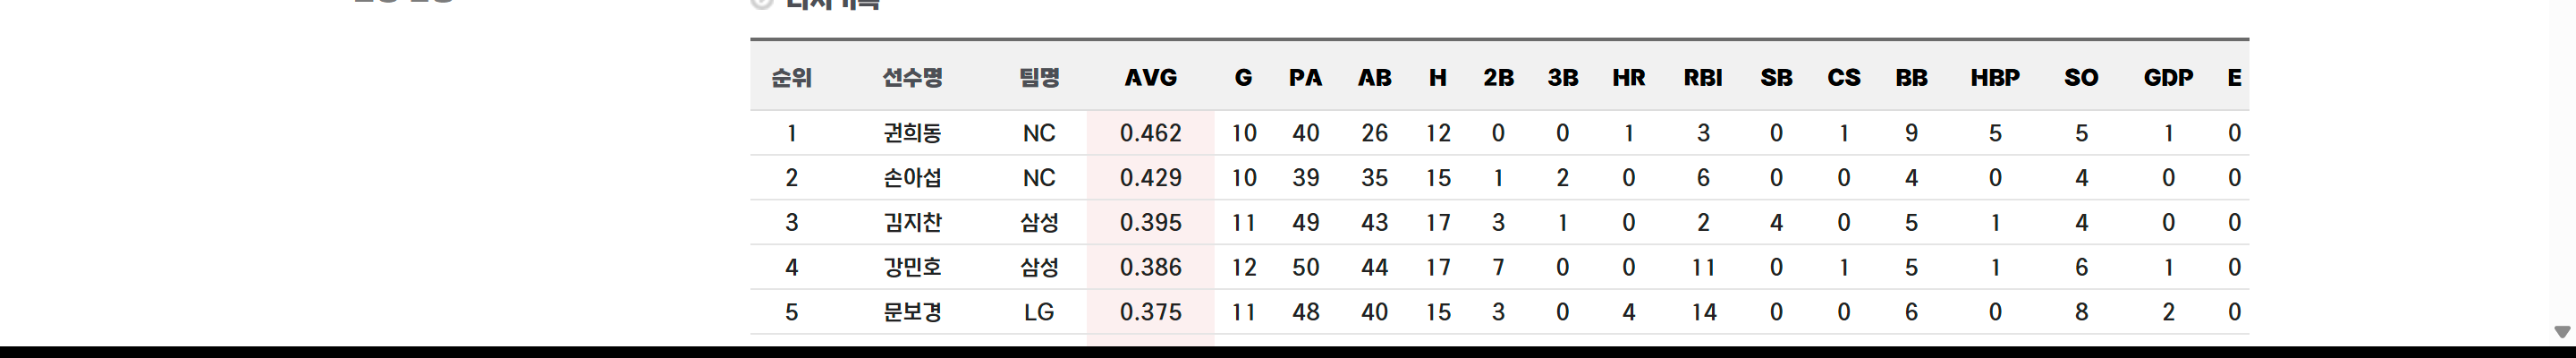 순위 선수명 팀명 AVG G PA AB H 2B 3B HR RBI SB CS BB HBP SO GDP E
1 권희동 NC 0.462 10 40 26 12 0 0 1 3 0 1 9 5 5 1 0
2 손아섭 NC 0.429 10 39 35 15 1 2 0 6 0 0 4 0 4 0 0
3 김지찬 삼성 0.395 11 49 43 17 3 1 0 2 4 0 5 1 4 0 0
4 강민호 삼성 0.386 12 50 44 17 7 0 0 11 0 1 5 1 6 1 0
5 문보경 LG 0.375 11 48 40 15 3 0 4 14 0 0 6 0 8 2 0